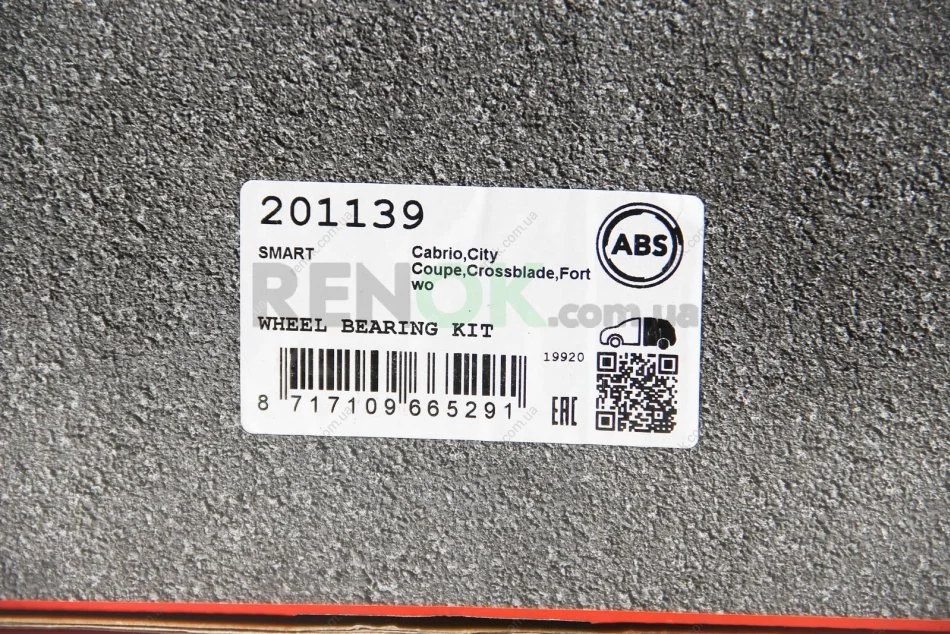 201139
ABS
SMART
Cabrio,City
Coupe,Crossblade,Fort
wo
RENOK.com.ua
WHEEL BEARING KIT
19920
8 717109 665291
EAC